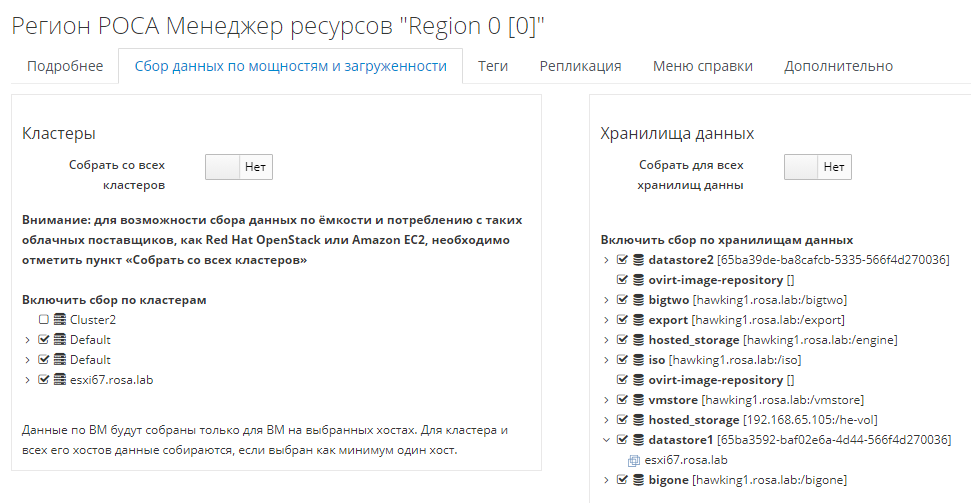 Регион РОСА Менеджер ресурсов "Region 0 [0]"
Подробнее
Сбор данных по мощностям и загруженности
Теги
Репликация
Меню справки
Дополнительно
Кластеры
Собрать со всех
кластеров
Нет
Внимание: для возможности сбора данных по ёмкости и потреблению с таких
облачных поставщиков, как Red Hat OpenStack или Amazon EC2, необходимо
отметить пункт «Собрать со всех кластеров»
Включить сбор по кластерам
Cluster2
Default
Default
esxi67.rosa.lab
Данные по ВМ будут собраны только для ВМ на выбранных хостах. Для кластера и
всех его хостов данные собираются, если выбран как минимум один хост.
Хранилища данных
Собрать для всех
хранилищ данны
Нет
Включить сбор по хранилищам данных
datastore2 [65ba39de-ba8cafcb-5335-566f4d270036]
ovirt-image-repository []
bigtwo [hawking1.rosa.lab:/bigtwo]
export [hawking1.rosa.lab:/export]
hosted_storage [hawking1.rosa.lab:/engine]
iso [hawking1.rosa.lab:/iso]
ovirt-image-repository []
vmstore [hawking1.rosa.lab:/vmstore]
hosted_storage [192.168.65.105:/he-vol]
datastore1 [65ba3592-baf02e6a-4d44-566f4d270036]
esxi67.rosa.lab
bigone [hawking1.rosa.lab:/bigone]